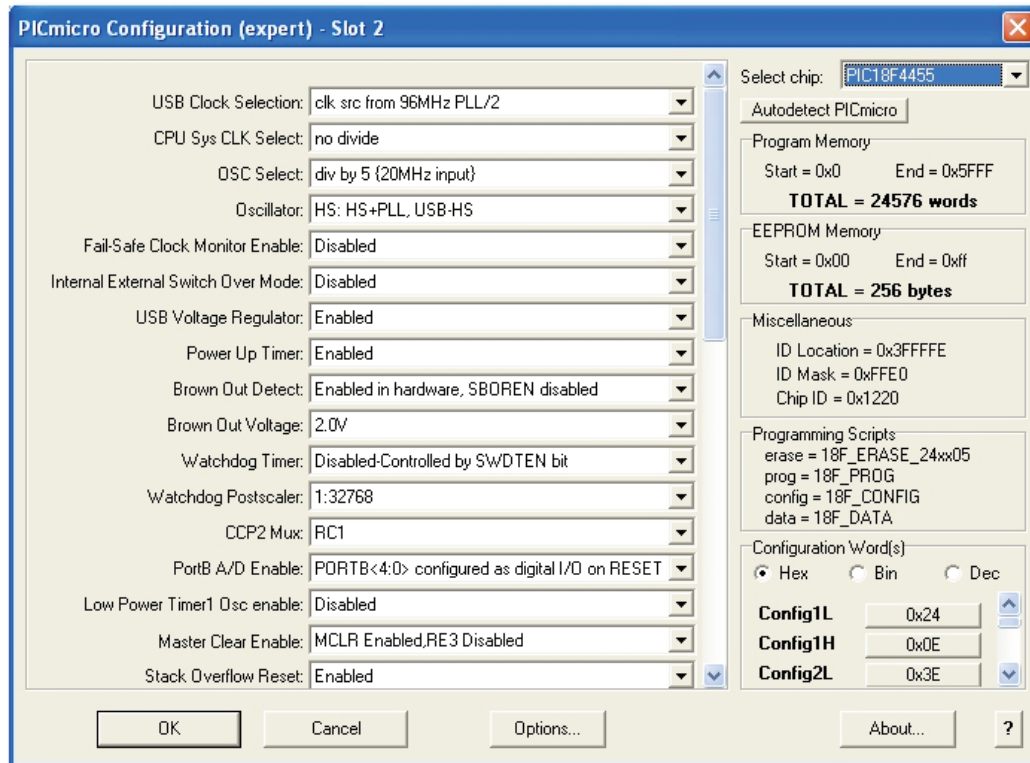 PICmicro Configuration (expert) - Slot 2
USB Clock Selection: clk src from 96MHz PLL/2
CPU Sys CLK Select: no divide
OSC Select: div by 5 {20MHz input}
Oscillator: HS: HS+PLL, USB-HS
Fail-Safe Clock Monitor Enable: Disabled
Internal External Switch Over Mode: Disabled
USB Voltage Regulator: Enabled
Power Up Timer: Enabled
Brown Out Detect: Enabled in hardware, SBOREN disabled
Brown Out Voltage: 2.0V
Watchdog Timer: Disabled-Controlled by SWDTEN bit
Watchdog Postscaler: 1:32768
CCP2 Mux: RC1
PortB A/D Enable: PORTB<4:0> configured as digital I/O on RESET
Low Power Timer1 Osc enable: Disabled
Master Clear Enable: MCLR Enabled,RE3 Disabled
Stack Overflow Reset: Enabled
Select chip: PIC18F4455
Autodetect PICmicro
Program Memory
Start = 0x0 End = 0x5FFF
TOTAL = 24576 words
EEPROM Memory
Start = 0x00 End = 0xff
TOTAL = 256 bytes
Miscellaneous
ID Location = 0x3FFFFE
ID Mask = 0xFFE0
Chip ID = 0x1220
Programming Scripts
erase = 18F_ERASE_24xx05
prog = 18F_PROG
config = 18F_CONFIG
data = 18F_DATA
Configuration Word(s)
Hex Bin Dec
Config1L 0x24
Config1H 0x0E
Config2L 0x3E
OK Cancel Options... About... ?